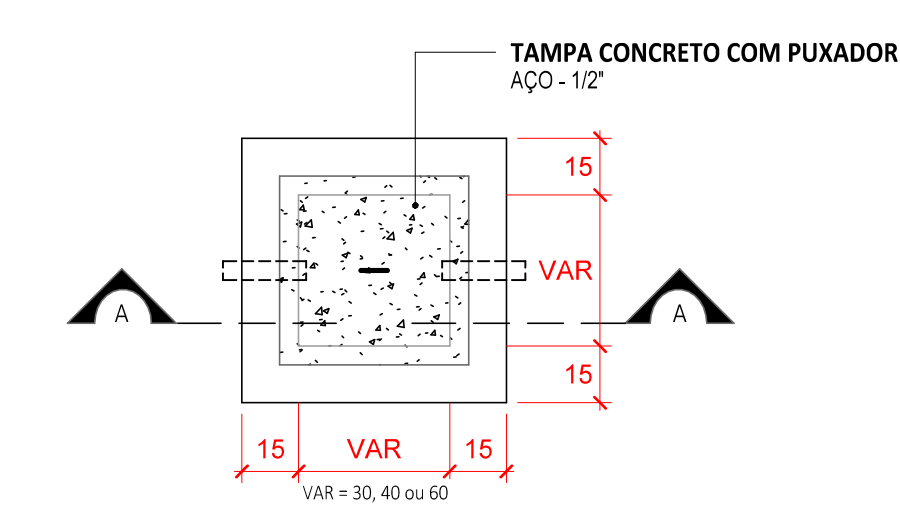 TAMPA CONCRETO COM PUXADOR
AÇO - 1/2"
15
VAR
A
A
15
15
VAR
15
VAR = 30, 40 ou 60